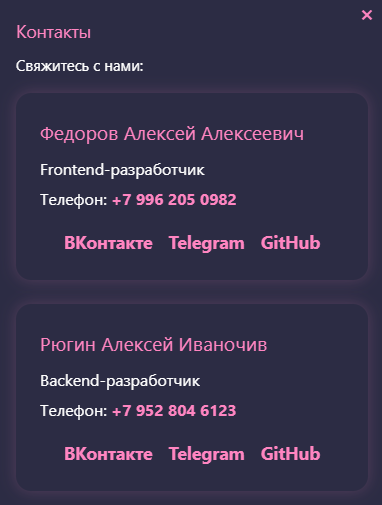 ×
Контакты
Свяжитесь с нами:
Федоров Алексей Алексеевич
Frontend-разработчик
Телефон: +7 996 205 0982
ВКонтакте Telegram GitHub
Рюгин Алексей Иваночив
Backend-разработчик
Телефон: +7 952 804 6123
ВКонтакте Telegram GitHub